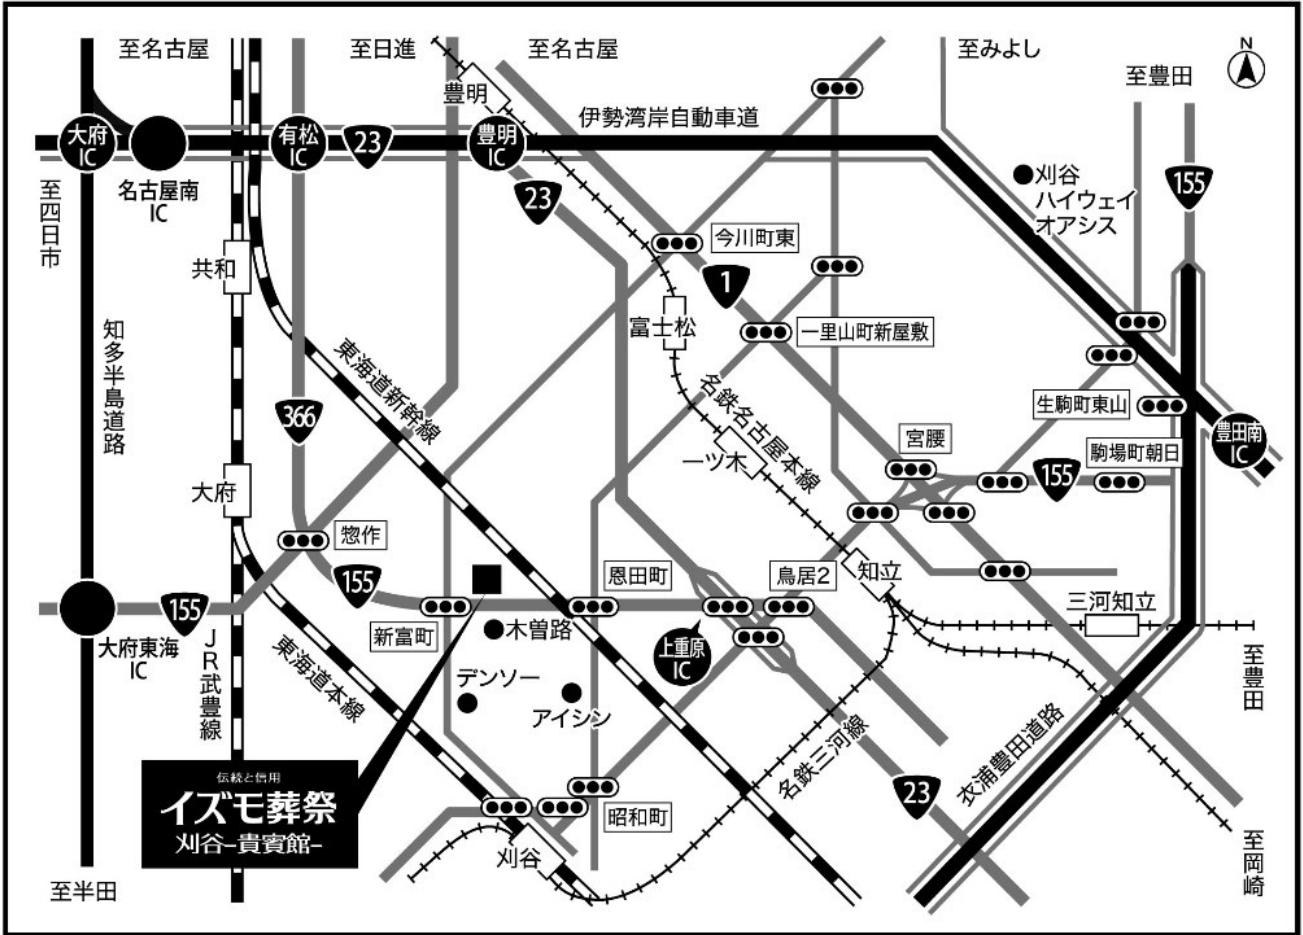 至名古屋
至日進
至名古屋
至みよし
N
至豊田
豊明
伊勢湾岸自動車道
大府
IC
有松
IC
23
豊明
IC
名古屋南
IC
至四日市
23
刈谷
ハイウェイ
オアシス
155
今川町東
共和
1
富士松
一里山町新屋敷
知多半島道路
東海道新幹線
名鉄名古屋本線
366
生駒町東山
豊田南
IC
宮腰
一ツ木
駒場町朝日
155
大府
惣作
155
恩田町
鳥居2
知立
三河知立
155
新富町
木曽路
上重原
IC
大府東海
IC
JR武豊線
東海道本線
デンソー
アイシン
至豊田
名鉄三河線
衣浦豊田道路
23
伝統と信用
イズモ葬祭
刈谷-貴賓館-
昭和町
刈谷
至半田
至岡崎